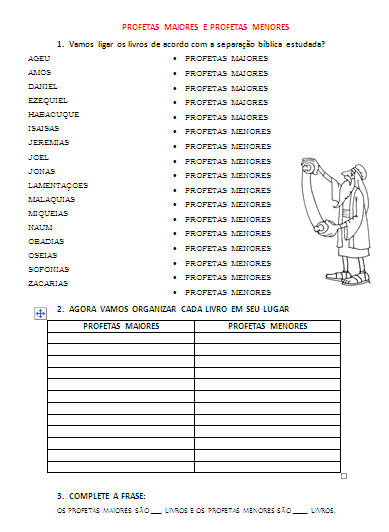 PROFETAS MAIORES E PROFETAS MENORES
1. Vamos ligar os livros de acordo com a separação bíblica estudada?
AGEU • PROFETAS MAIORES
AMOS • PROFETAS MAIORES
DANIEL • PROFETAS MAIORES
EZEQUIEL • PROFETAS MAIORES
HABACUQUE • PROFETAS MAIORES
ISAISAS • PROFETAS MENORES
JEREMIAS • PROFETAS MENORES
JOEL • PROFETAS MENORES
JONAS • PROFETAS MENORES
LAMENTAÇOES • PROFETAS MENORES
MALAQUIAS • PROFETAS MENORES
MIQUEIAS • PROFETAS MENORES
NAUM • PROFETAS MENORES
OBADIAS • PROFETAS MENORES
OSEIAS • PROFETAS MENORES
SOFONIAS • PROFETAS MENORES
ZACARIAS • PROFETAS MENORES
2. AGORA VAMOS ORGANIZAR CADA LIVRO EM SEU LUGAR
PROFETAS MAIORES PROFETAS MENORES
3. COMPLETE A FRASE:
OS PROFETAS MAIORES SÃO ___ LIVROS E OS PROFETAS MENORES SÃO ____ LIVROS.